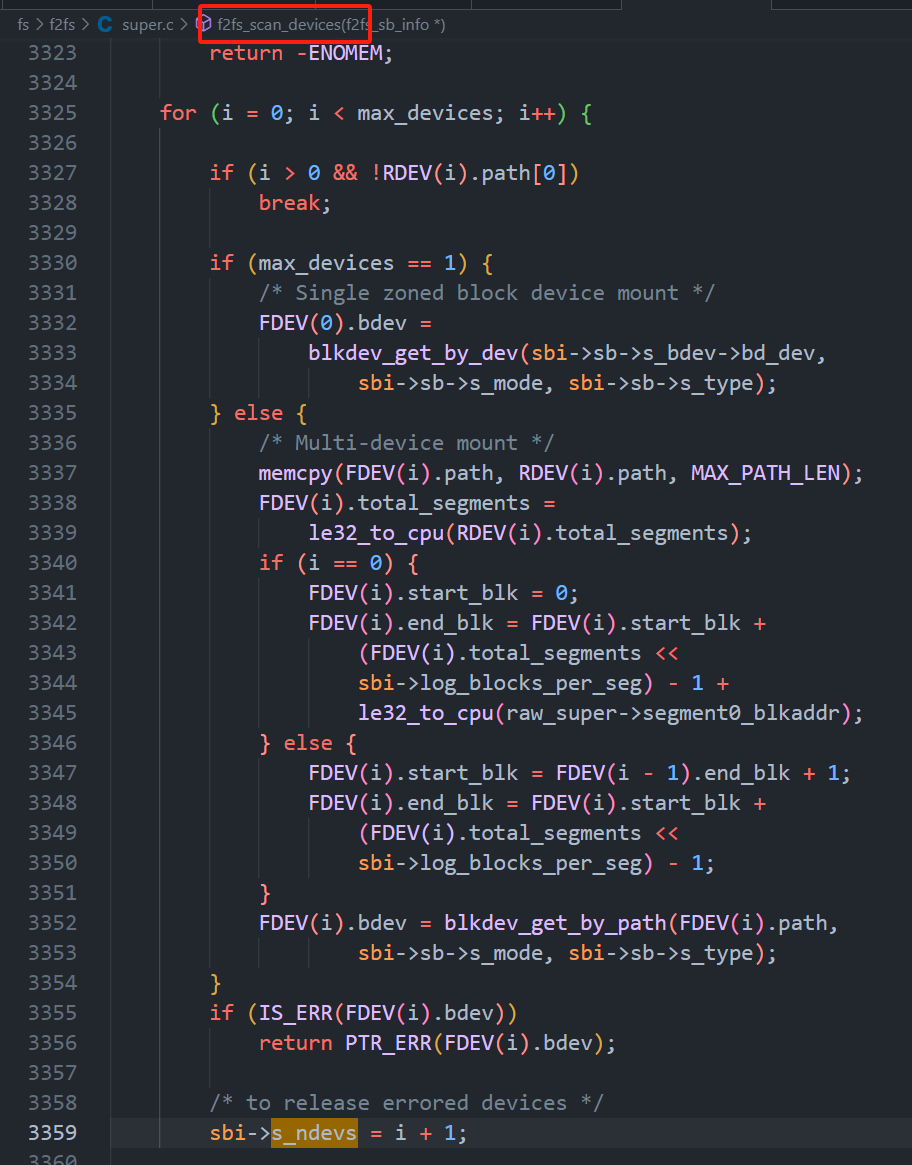 fs > f2fs > C super.c > f2fs_scan_devices(f2fs_sb_info *)
3323 return -ENOMEM;
3324
3325 for (i = 0; i < max_devices; i++) {
3326
3327 if (i > 0 && !RDEV(i).path[0])
3328 break;
3329
3330 if (max_devices == 1) {
3331 /* Single zoned block device mount */
3332 FDEV(0).bdev =
3333 blkdev_get_by_dev(sbi->sb->s_bdev->bd_dev,
3334 sbi->sb->s_mode, sbi->sb->s_type);
3335 } else {
3336 /* Multi-device mount */
3337 memcpy(FDEV(i).path, RDEV(i).path, MAX_PATH_LEN);
3338 FDEV(i).total_segments =
3339 le32_to_cpu(RDEV(i).total_segments);
3340 if (i == 0) {
3341 FDEV(i).start_blk = 0;
3342 FDEV(i).end_blk = FDEV(i).start_blk +
3343 (FDEV(i).total_segments <<
3344 sbi->log_blocks_per_seg) - 1 +
3345 le32_to_cpu(raw_super->segment0_blkaddr);
3346 } else {
3347 FDEV(i).start_blk = FDEV(i - 1).end_blk + 1;
3348 FDEV(i).end_blk = FDEV(i).start_blk +
3349 (FDEV(i).total_segments <<
3350 sbi->log_blocks_per_seg) - 1;
3351 }
3352 FDEV(i).bdev = blkdev_get_by_path(FDEV(i).path,
3353 sbi->sb->s_mode, sbi->sb->s_type);
3354 }
3355 if (IS_ERR(FDEV(i).bdev))
3356 return PTR_ERR(FDEV(i).bdev);
3357
3358 /* to release errored devices */
3359 sbi->s_ndevs = i + 1;
3360